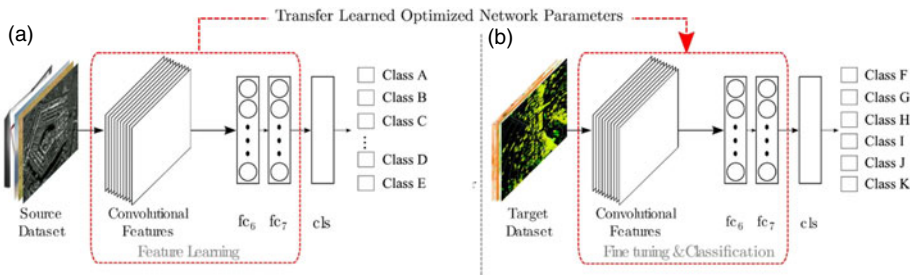 Transfer Learned Optimized Network Parameters
(a)
Class A
Class B
Class C
Class D
Class E
Source
Dataset
Convolutional
Features
fc6
fc7
cls
Feature Learning
(b)
Class F
Class G
Class H
Class I
Class J
Class K
Target
Dataset
Convolutional
Features
fc6
fc7
cls
Fine tuning &Classification